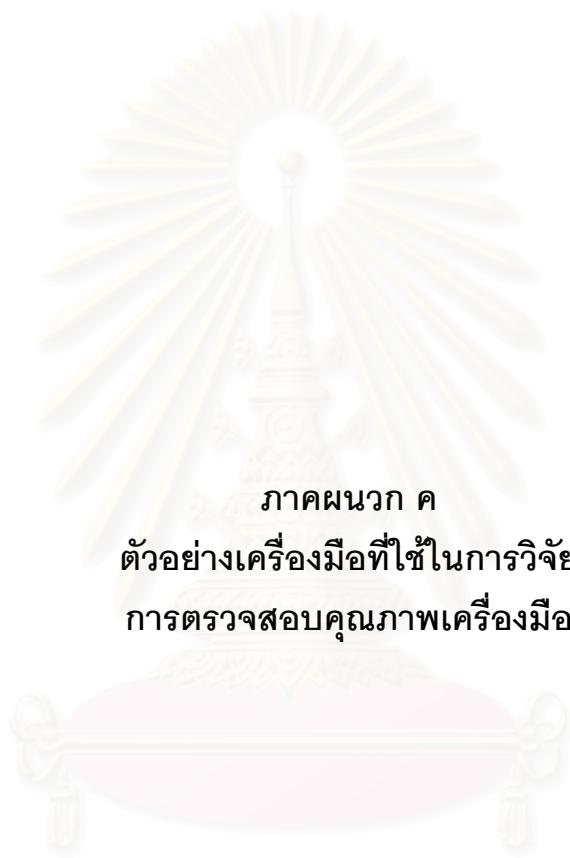 ภาคผนวก ค
ตัวอย่างเครื่องมือที่ใช้ในการวิจัย
การตรวจสอบคุณภาพเครื่องมือ